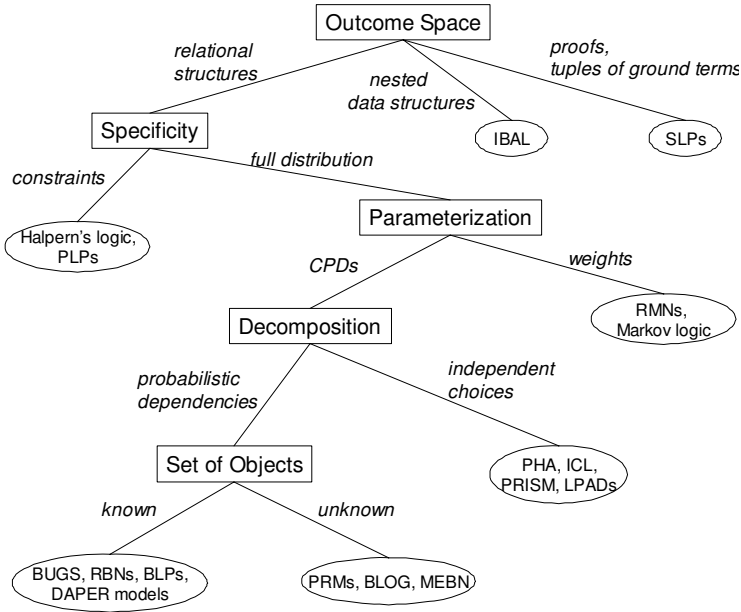 Outcome Space
relational
structures
nested
data structures
proofs,
tuples of ground terms
Specificity
IBAL
SLPs
constraints
full distribution
Halpern's logic,
PLPs
Parameterization
CPDs
weights
Decomposition
RMNs,
Markov logic
probabilistic
dependencies
independent
choices
Set of Objects
PHA, ICL,
PRISM, LPADs
known
unknown
BUGS, RBNs, BLPs,
DAPER models
PRMs, BLOG, MEBN